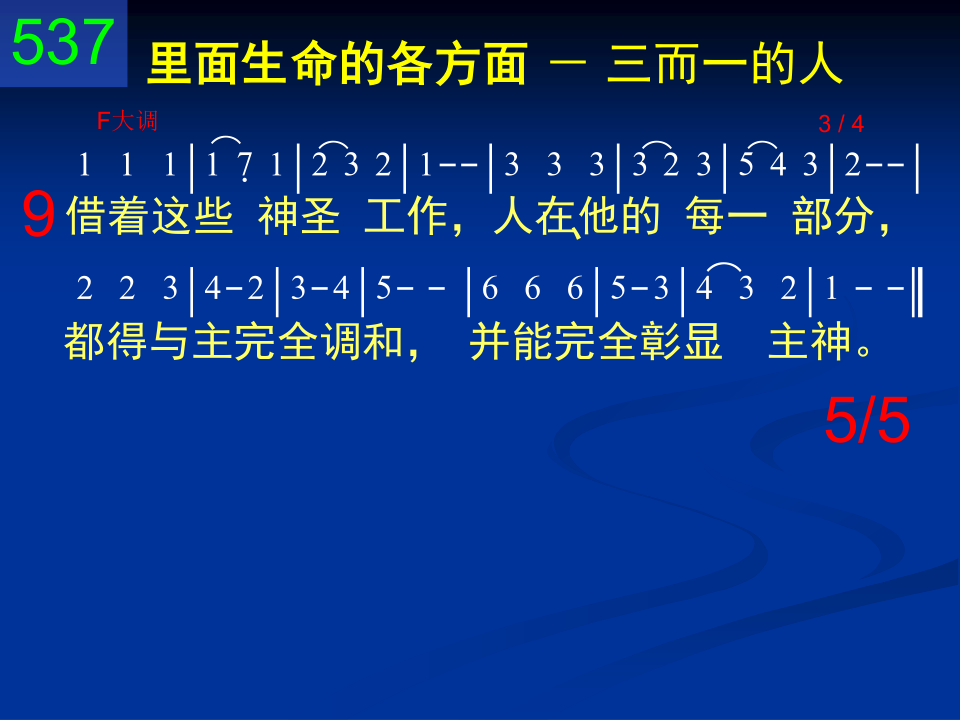 537
里面生命的各方面 － 三而一的人
F大调
3 / 4
1 1 1│1 7̣ 1│2 3 2│1--│3 3 3│3 2 3│5 4 3│2--│
9
借着这些 神圣 工作，人在、他的 每一 部分，
2 2 3│4-2│3-4│5--│6 6 6│5-3│4 3 2│1 --‖
都得与主完全调和， 并能完全彰显 主神。
5/5